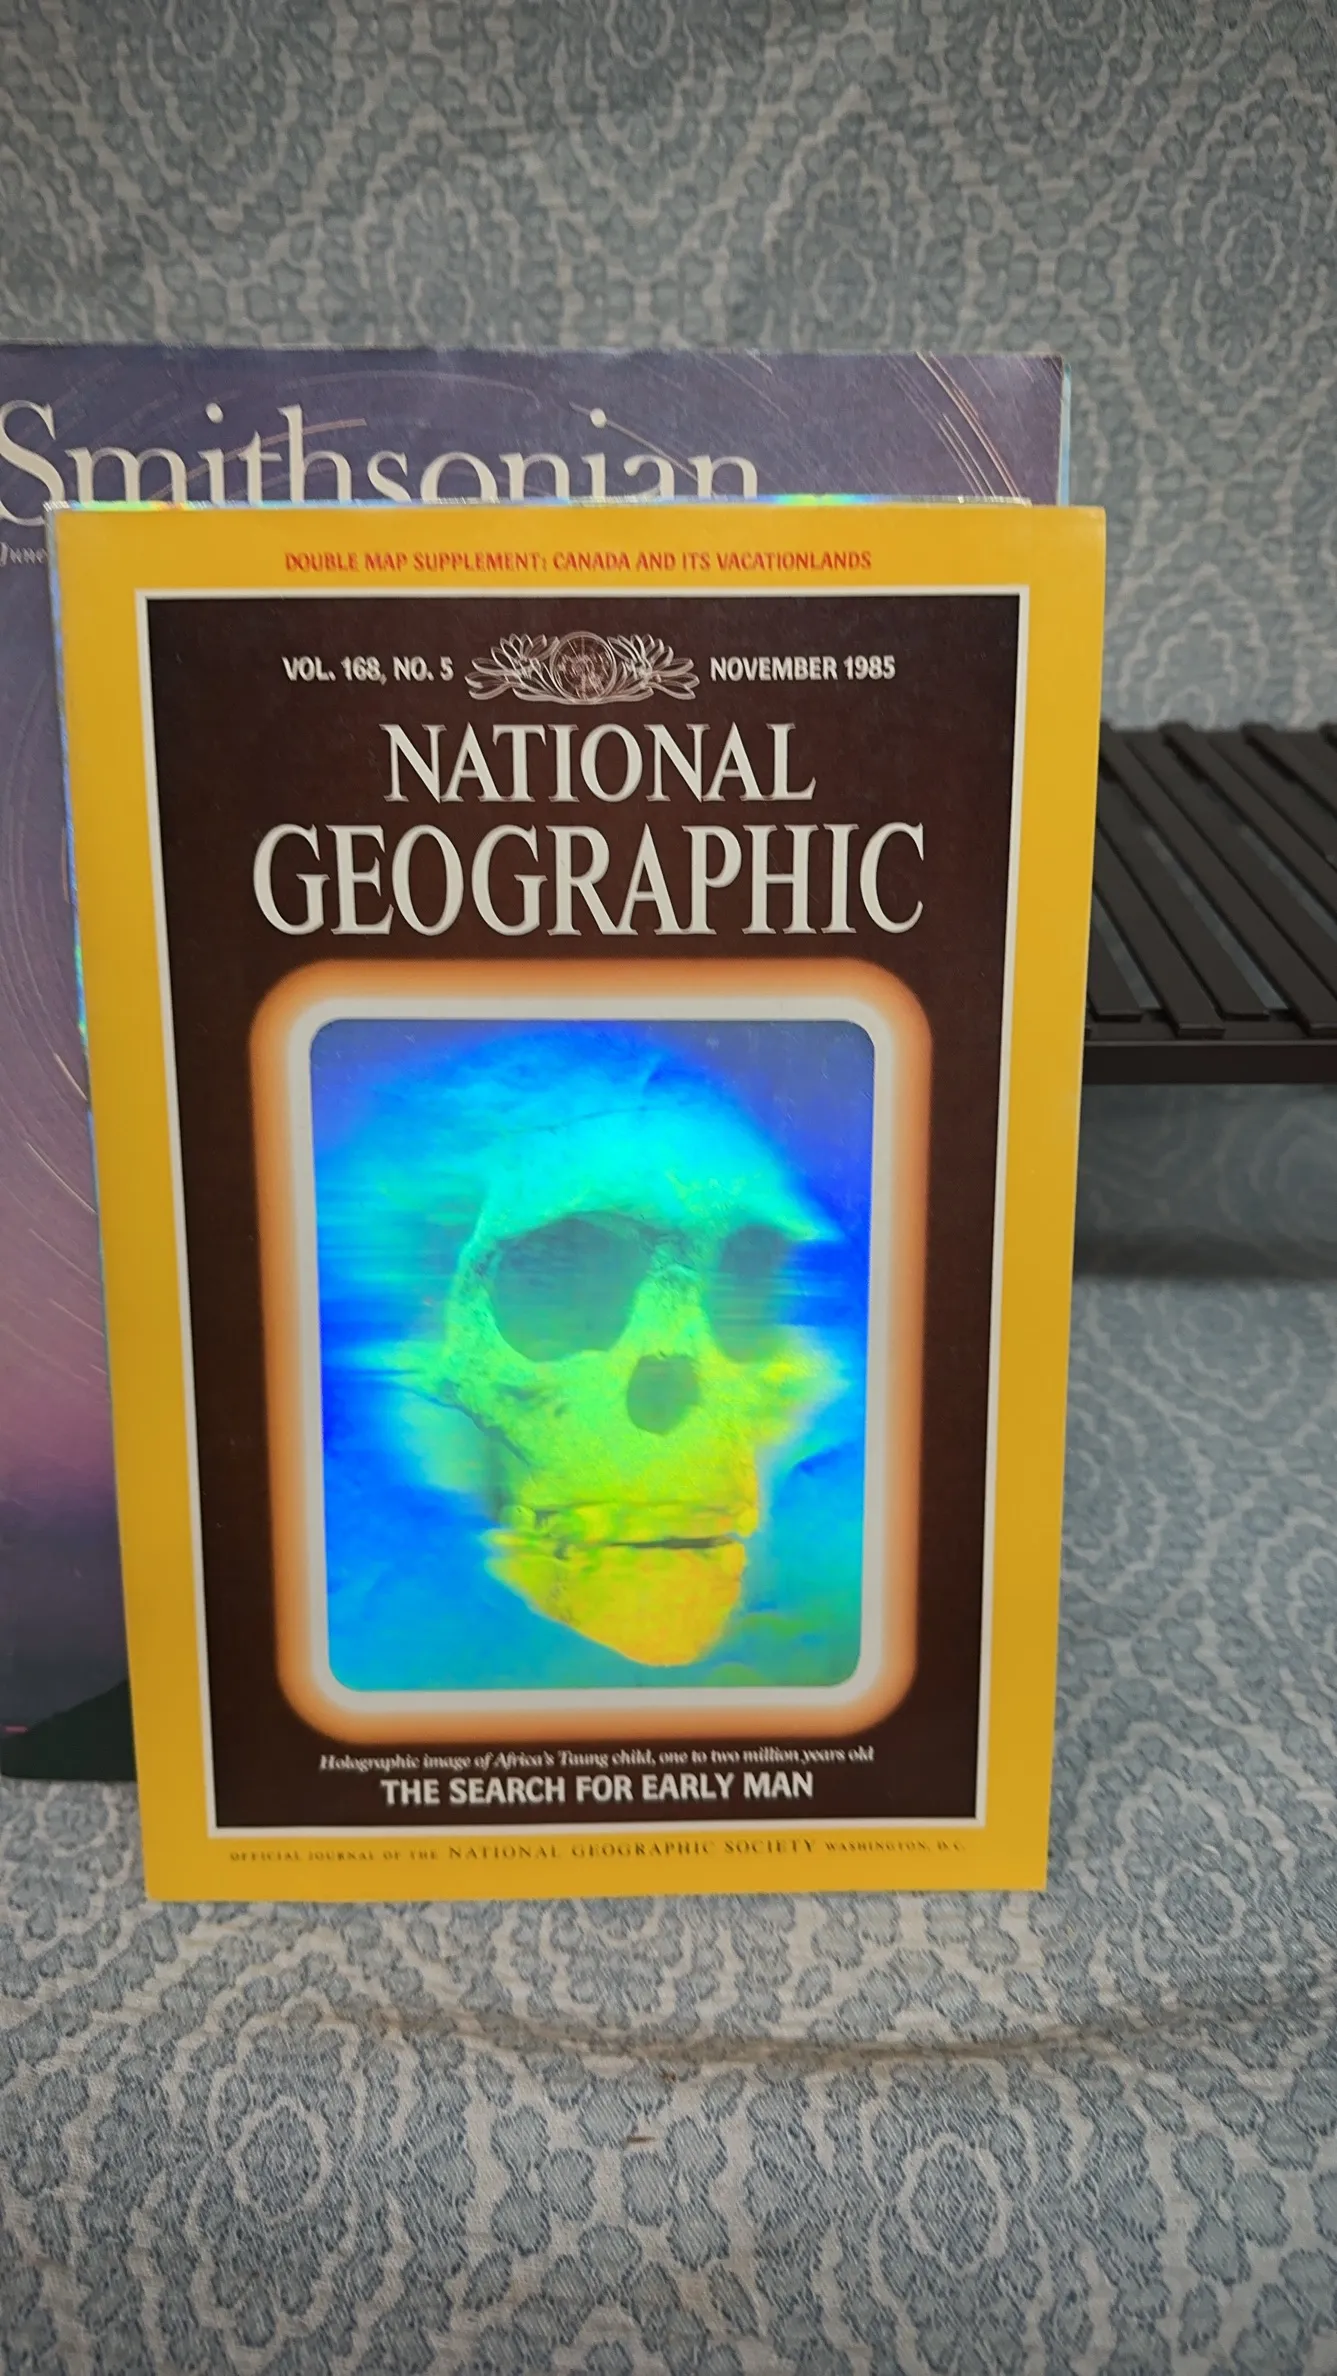 Smithsonian
June
DOUBLE MAP SUPPLEMENT: CANADA AND ITS VACATIONLANDS
VOL. 168, NO. 5 NOVEMBER 1985
NATIONAL
GEOGRAPHIC
Holographic image of Africa's Taung child, one to two million years old
THE SEARCH FOR EARLY MAN
OFFICIAL JOURNAL OF THE NATIONAL GEOGRAPHIC SOCIETY WASHINGTON, D.C.